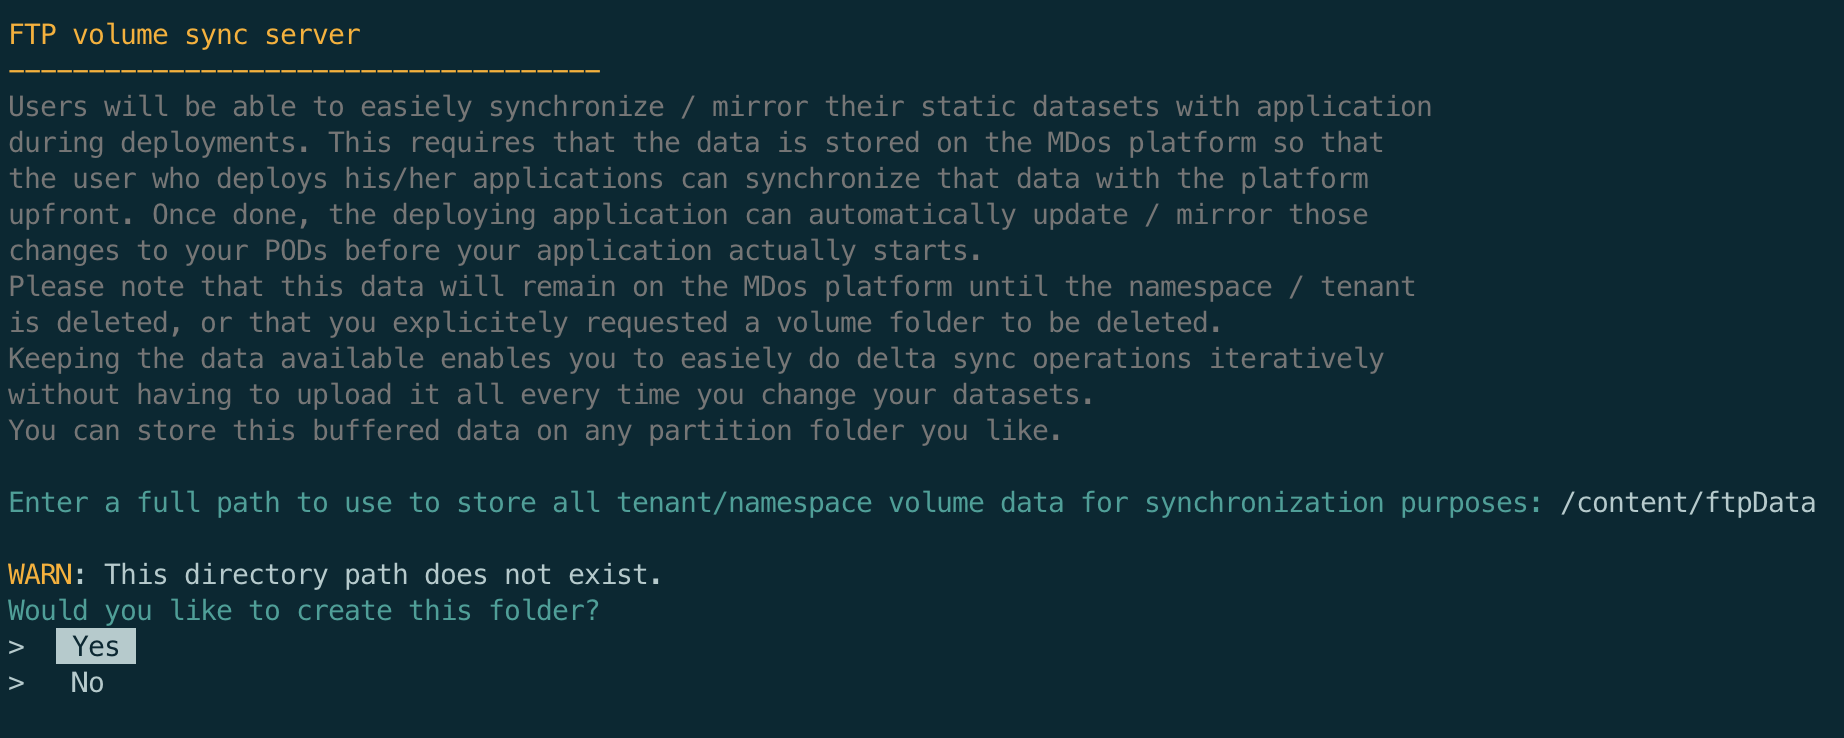 FTP volume sync server
-------------------------------------
Users will be able to easiely synchronize / mirror their static datasets with application
during deployments. This requires that the data is stored on the MDos platform so that
the user who deploys his/her applications can synchronize that data with the platform
upfront. Once done, the deploying application can automatically update / mirror those
changes to your PODs before your application actually starts.
Please note that this data will remain on the MDos platform until the namespace / tenant
is deleted, or that you explicitely requested a volume folder to be deleted.
Keeping the data available enables you to easiely do delta sync operations iteratively
without having to upload it all every time you change your datasets.
You can store this buffered data on any partition folder you like.
Enter a full path to use to store all tenant/namespace volume data for synchronization purposes: /content/ftpData
WARN: This directory path does not exist.
Would you like to create this folder?
> Yes
> No